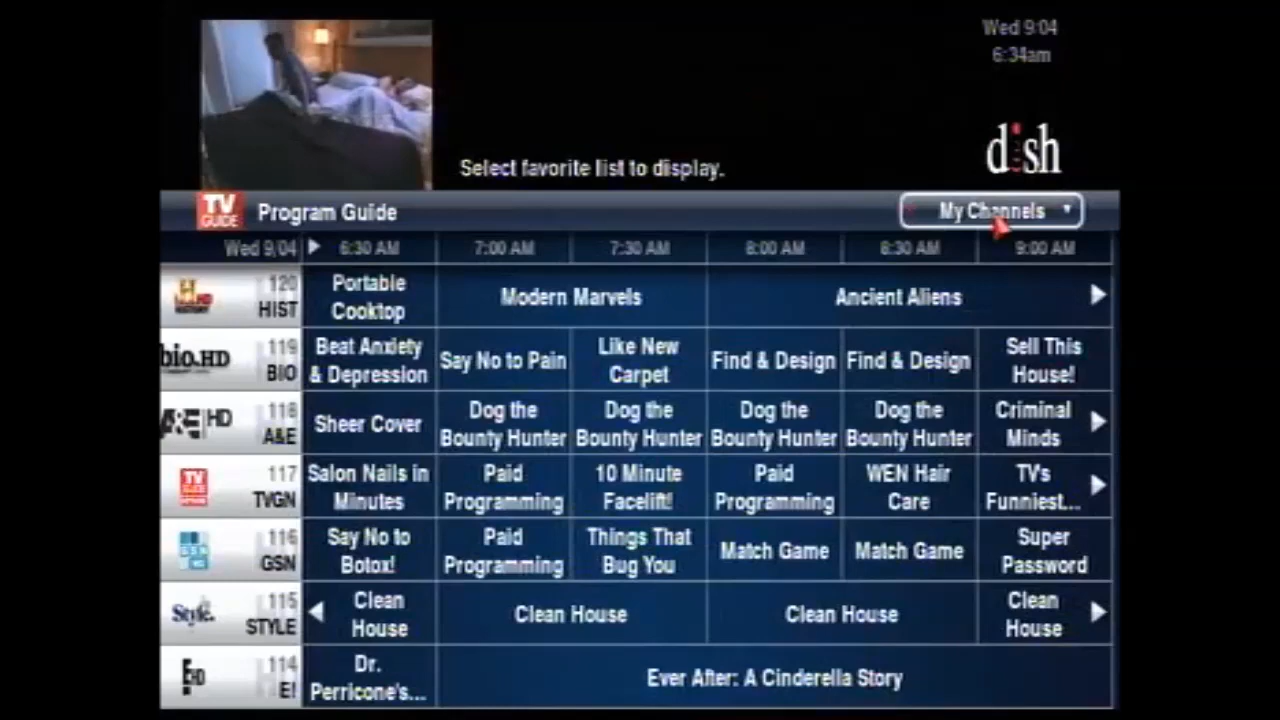 Wed 9:04
6:34am
dish
Select favorite list to display.
TV
GUIDE
Program Guide
My Channels
Wed 9/04
6:30 AM
7:00 AM
7:30 AM
8:00 AM
8:30 AM
9:00 AM
120
HIST
Portable
Cooktop
Modern Marvels
Ancient Aliens
bio.HD
119
BIO
Beat Anxiety
& Depression
Say No to Pain
Like New
Carpet
Find & Design
Find & Design
Sell This
House!
A&E HD
118
A&E
Sheer Cover
Dog the
Bounty Hunter
Dog the
Bounty Hunter
Dog the
Bounty Hunter
Dog the
Bounty Hunter
Criminal
Minds
TV
GUIDE
117
TVGN
Salon Nails in
Minutes
Paid
Programming
10 Minute
Facelift!
Paid
Programming
WEN Hair
Care
TV's
Funniest...
GSN
116
GSN
Say No to
Botox!
Paid
Programming
Things That
Bug You
Match Game
Match Game
Super
Password
Style.
115
STYLE
Clean
House
Clean House
Clean House
Clean
House
E! HD
114
E!
Dr.
Perricone's...
Ever After: A Cinderella Story